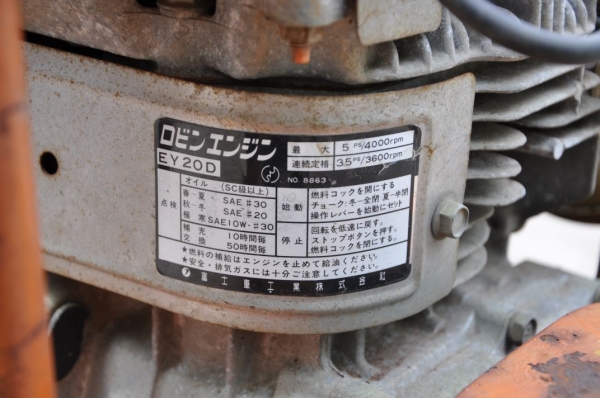 ロビンエンジン
EY20D
最大 5 PS/4000rpm
連続定格 3.5 PS/3600rpm
NO. 8863
点検
オイル (SC級以上)
春・夏 SAE #30
秋・冬 SAE #20
極寒 SAE10W-#30
補充 10時間毎
交換 50時間毎
始動
燃料コックを開にする
チョーク:冬-全閉 夏-半閉
操作レバーを始動にセット
停止
回転を低速に戻す。
ストップボタンを押す。
燃料コックを閉にする。
★燃料の補給はエンジンを止めて給油ください。
★安全・排気ガスには十分ご注意してください。
富士重工業株式会社